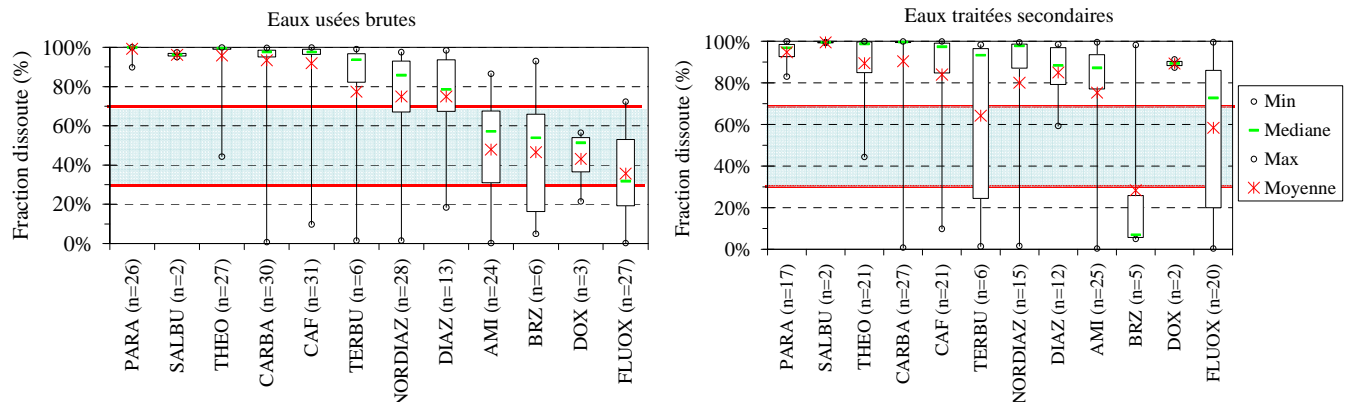 Eaux usées brutes
Fraction dissoute (%)
100%
80%
60%
40%
20%
0%
PARA (n=26)
SALBU (n=2)
THEO (n=27)
CARBA (n=30)
CAF (n=31)
TERBU (n=6)
NORDIAZ (n=28)
DIAZ (n=13)
AMI (n=24)
BRZ (n=6)
DOX (n=3)
FLUOX (n=27)
Eaux traitées secondaires
Fraction dissoute (%)
100%
80%
60%
40%
20%
0%
PARA (n=17)
SALBU (n=2)
THEO (n=21)
CARBA (n=27)
CAF (n=21)
TERBU (n=6)
NORDIAZ (n=15)
DIAZ (n=12)
AMI (n=25)
BRZ (n=5)
DOX (n=2)
FLUOX (n=20)
Min
Mediane
Max
Moyenne